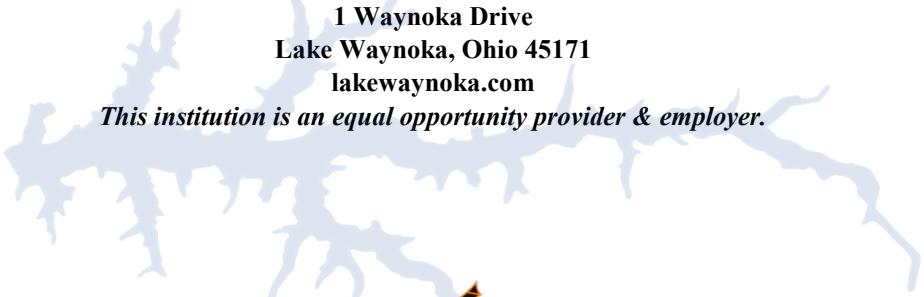 1 Waynoka Drive
Lake Waynoka, Ohio 45171
lakewaynoka.com
This institution is an equal opportunity provider & employer.